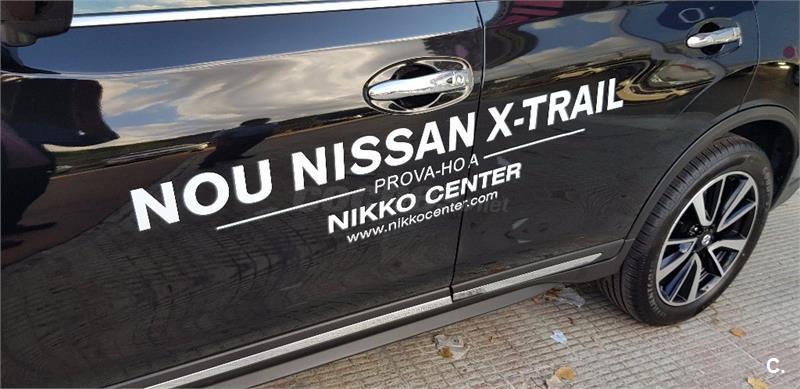 NOU NISSAN X-TRAIL
PROVA-HO A
NIKKO CENTER
www.nikkocenter.com
C.